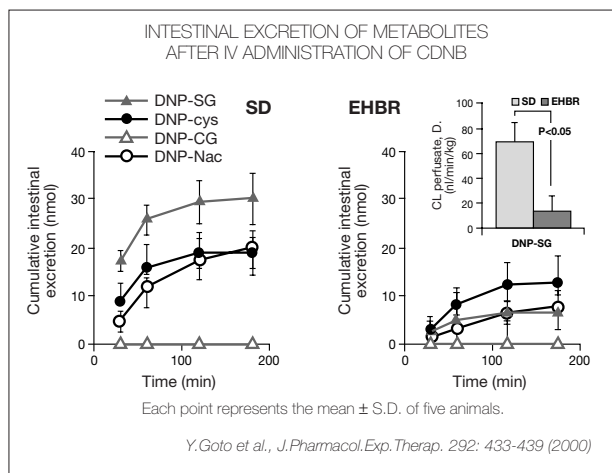 INTESTINAL EXCRETION OF METABOLITES
AFTER IV ADMINISTRATION OF CDNB
DNP-SG
DNP-cys
DNP-CG
DNP-Nac
SD
Cumulative intestinal
excretion (nmol)
40
30
20
10
0
0
100
200
Time (min)
EHBR
Cumulative intestinal
excretion (nmol)
40
30
20
10
0
0
100
200
Time (min)
SD EHBR
P<0.05
CL perfusate, D.
(nl/min/kg)
100
80
60
40
20
0
DNP-SG
Each point represents the mean ± S.D. of five animals.
Y.Goto et al., J.Pharmacol.Exp.Therap. 292: 433-439 (2000)